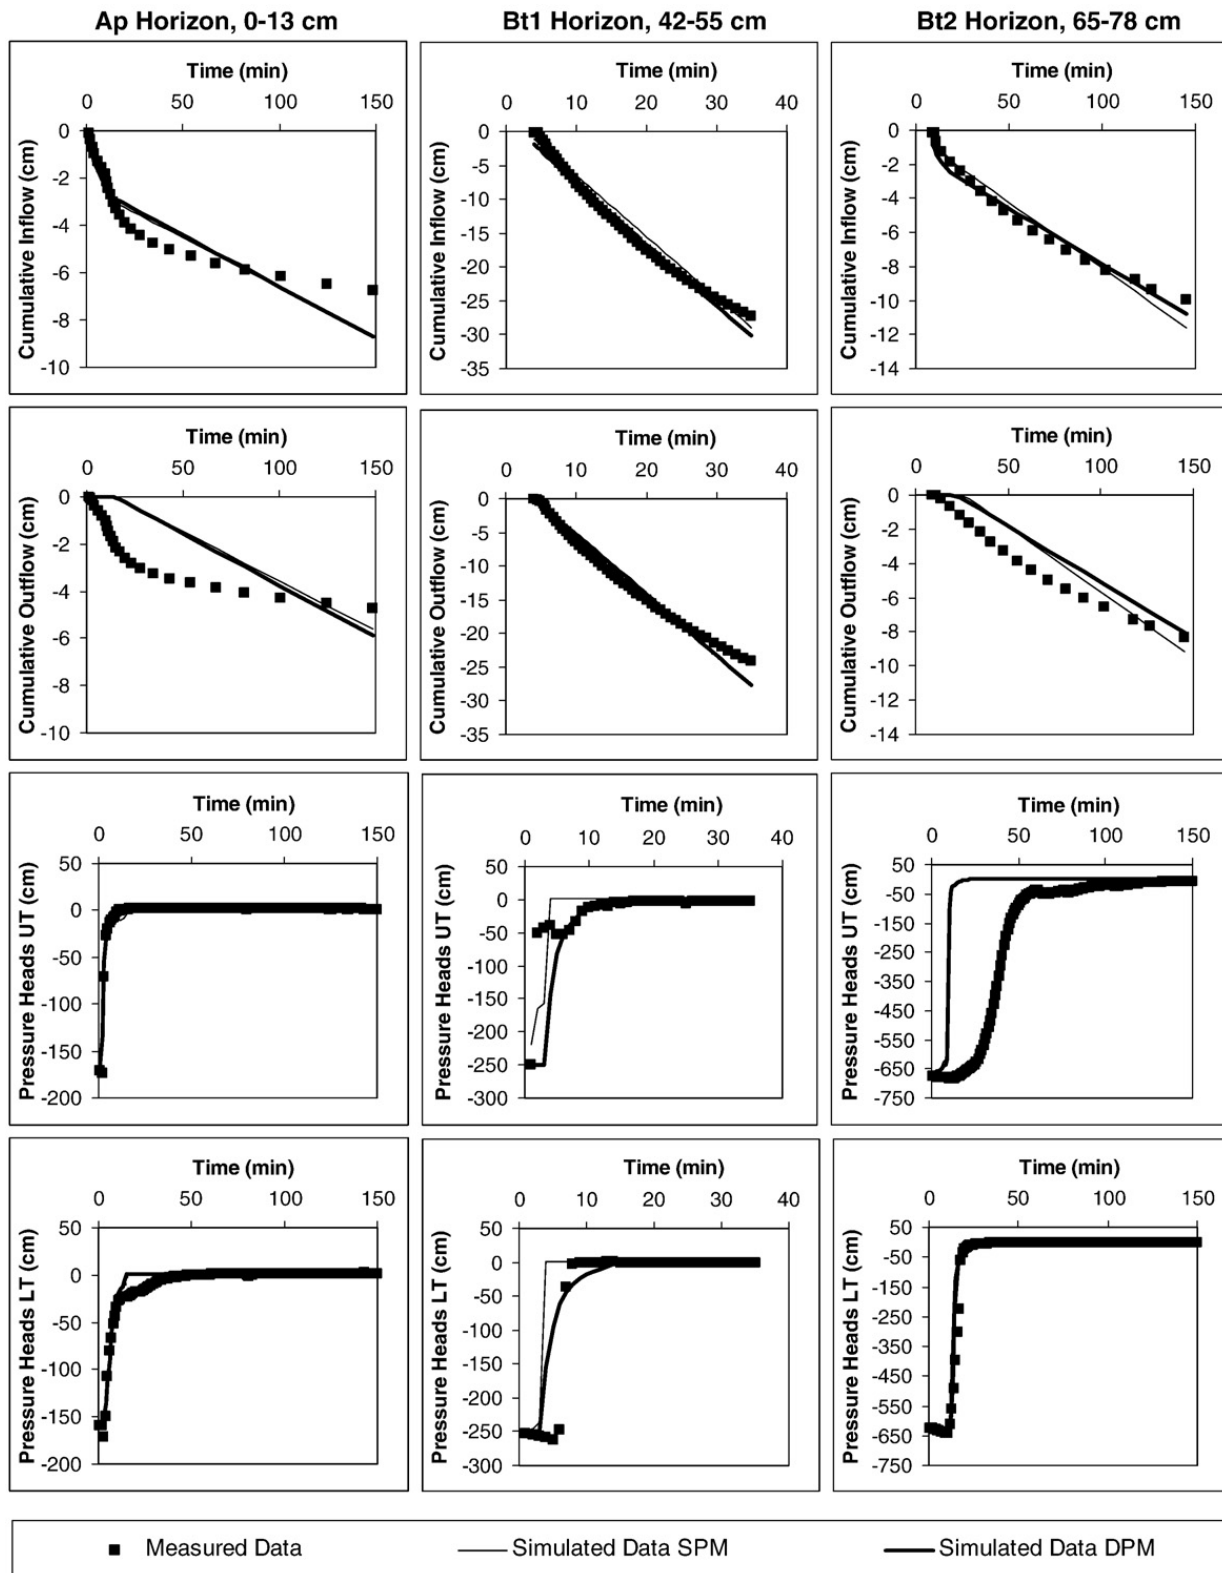 Ap Horizon, 0-13 cm
Bt1 Horizon, 42-55 cm
Bt2 Horizon, 65-78 cm
Time (min)
0 50 100 150
Cumulative Inflow (cm)
0
-2
-4
-6
-8
-10
Time (min)
0 10 20 30 40
Cumulative Inflow (cm)
0
-5
-10
-15
-20
-25
-30
-35
Time (min)
0 50 100 150
Cumulative Inflow (cm)
0
-2
-4
-6
-8
-10
-12
-14
Time (min)
0 50 100 150
Cumulative Outflow (cm)
0
-2
-4
-6
-8
-10
Time (min)
0 10 20 30 40
Cumulative Outflow (cm)
0
-5
-10
-15
-20
-25
-30
-35
Time (min)
0 50 100 150
Cumulative Outflow (cm)
0
-2
-4
-6
-8
-10
-12
-14
Time (min)
0 50 100 150
Pressure Heads UT (cm)
50
0
-50
-100
-150
-200
Time (min)
0 10 20 30 40
Pressure Heads UT (cm)
50
0
-50
-100
-150
-200
-250
-300
Time (min)
0 50 100 150
Pressure Heads UT (cm)
50
-50
-150
-250
-350
-450
-550
-650
-750
Time (min)
0 50 100 150
Pressure Heads LT (cm)
50
0
-50
-100
-150
-200
Time (min)
0 10 20 30 40
Pressure Heads LT (cm)
50
0
-50
-100
-150
-200
-250
-300
Time (min)
0 50 100 150
Pressure Heads LT (cm)
50
-50
-150
-250
-350
-450
-550
-650
-750
Measured Data
Simulated Data SPM
Simulated Data DPM